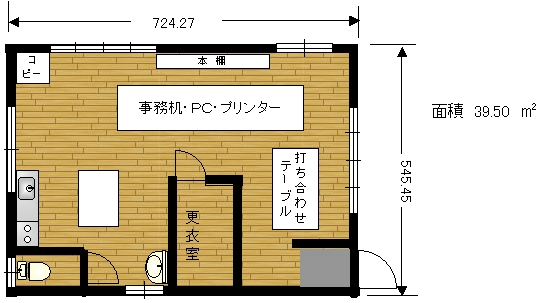 724.27
コピー
本棚
事務机・PC・プリンター
面積 39.50 ㎡
打ち合わせ
テーブル
545.45
更衣室